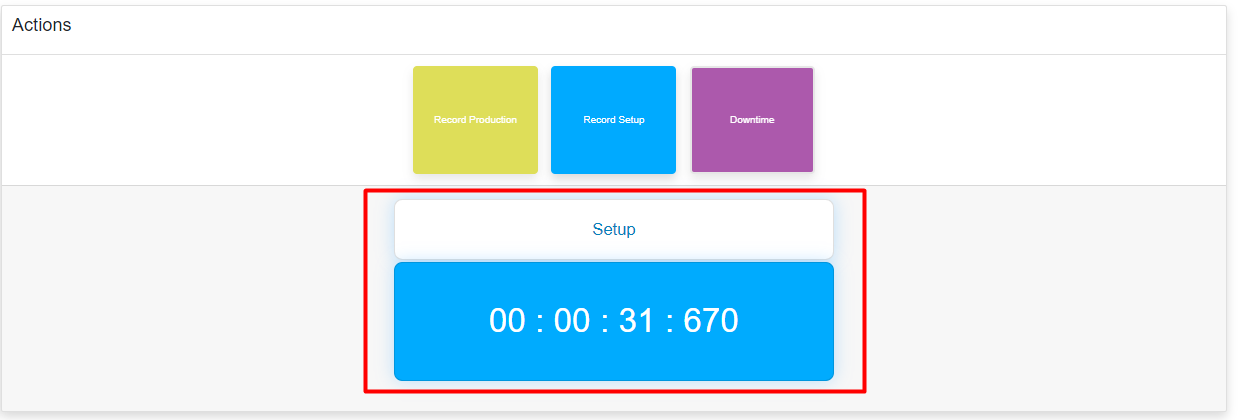 Actions
Record Production
Record Setup
Downtime
Setup
00 : 00 : 31 : 670